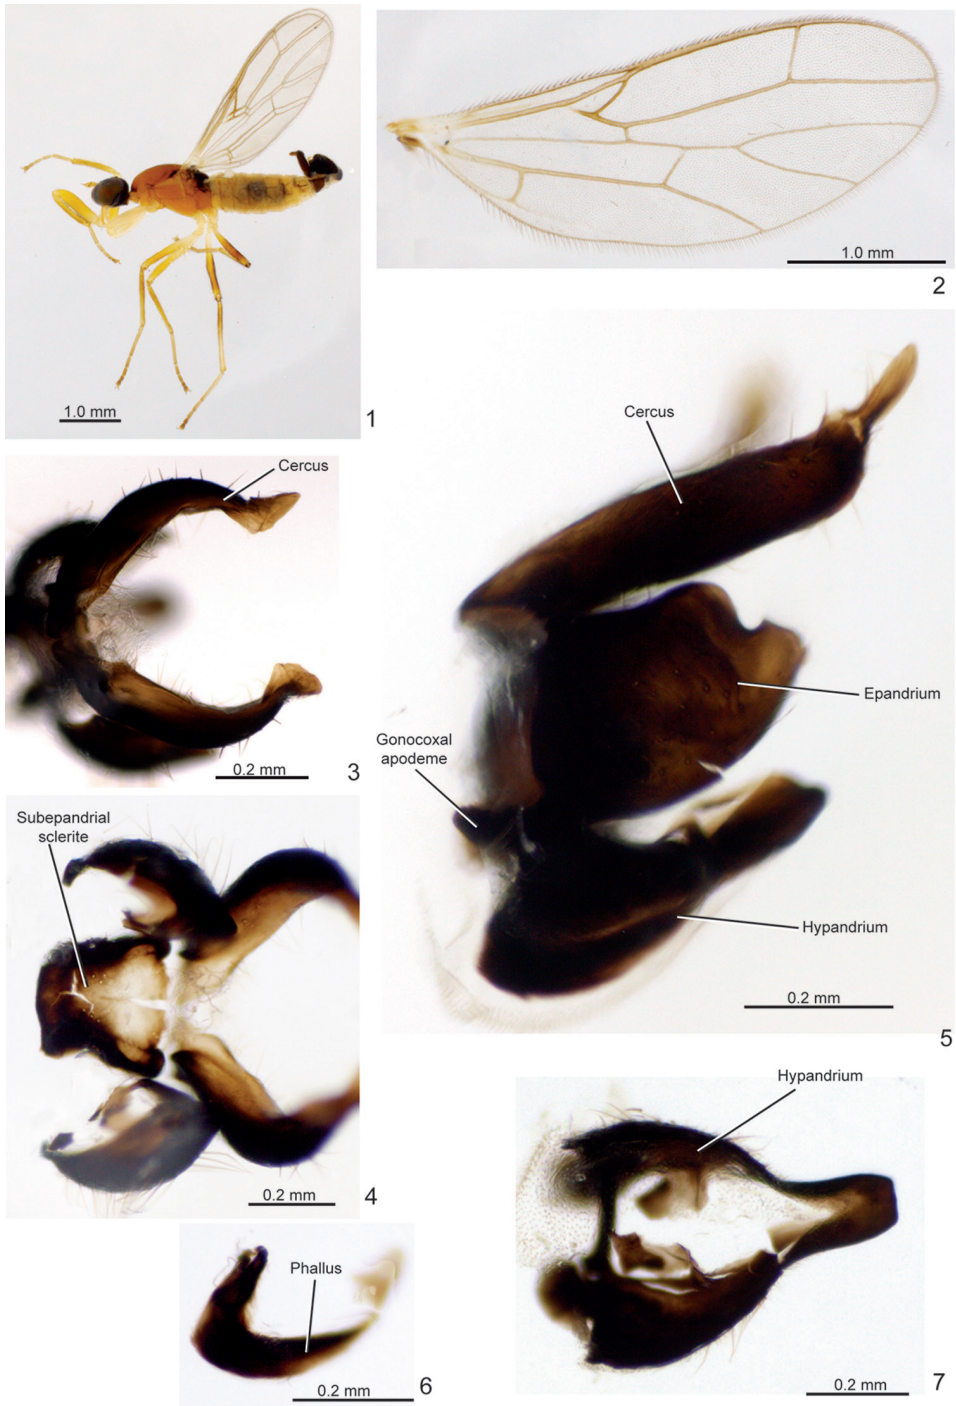 1.0 mm
1
1.0 mm
2
Cercus
0.2 mm
3
Cercus
Epandrium
Gonocoxal
apodeme
Hypandrium
0.2 mm
5
Subepandrial
sclerite
0.2 mm
4
Phallus
0.2 mm
6
Hypandrium
0.2 mm
7